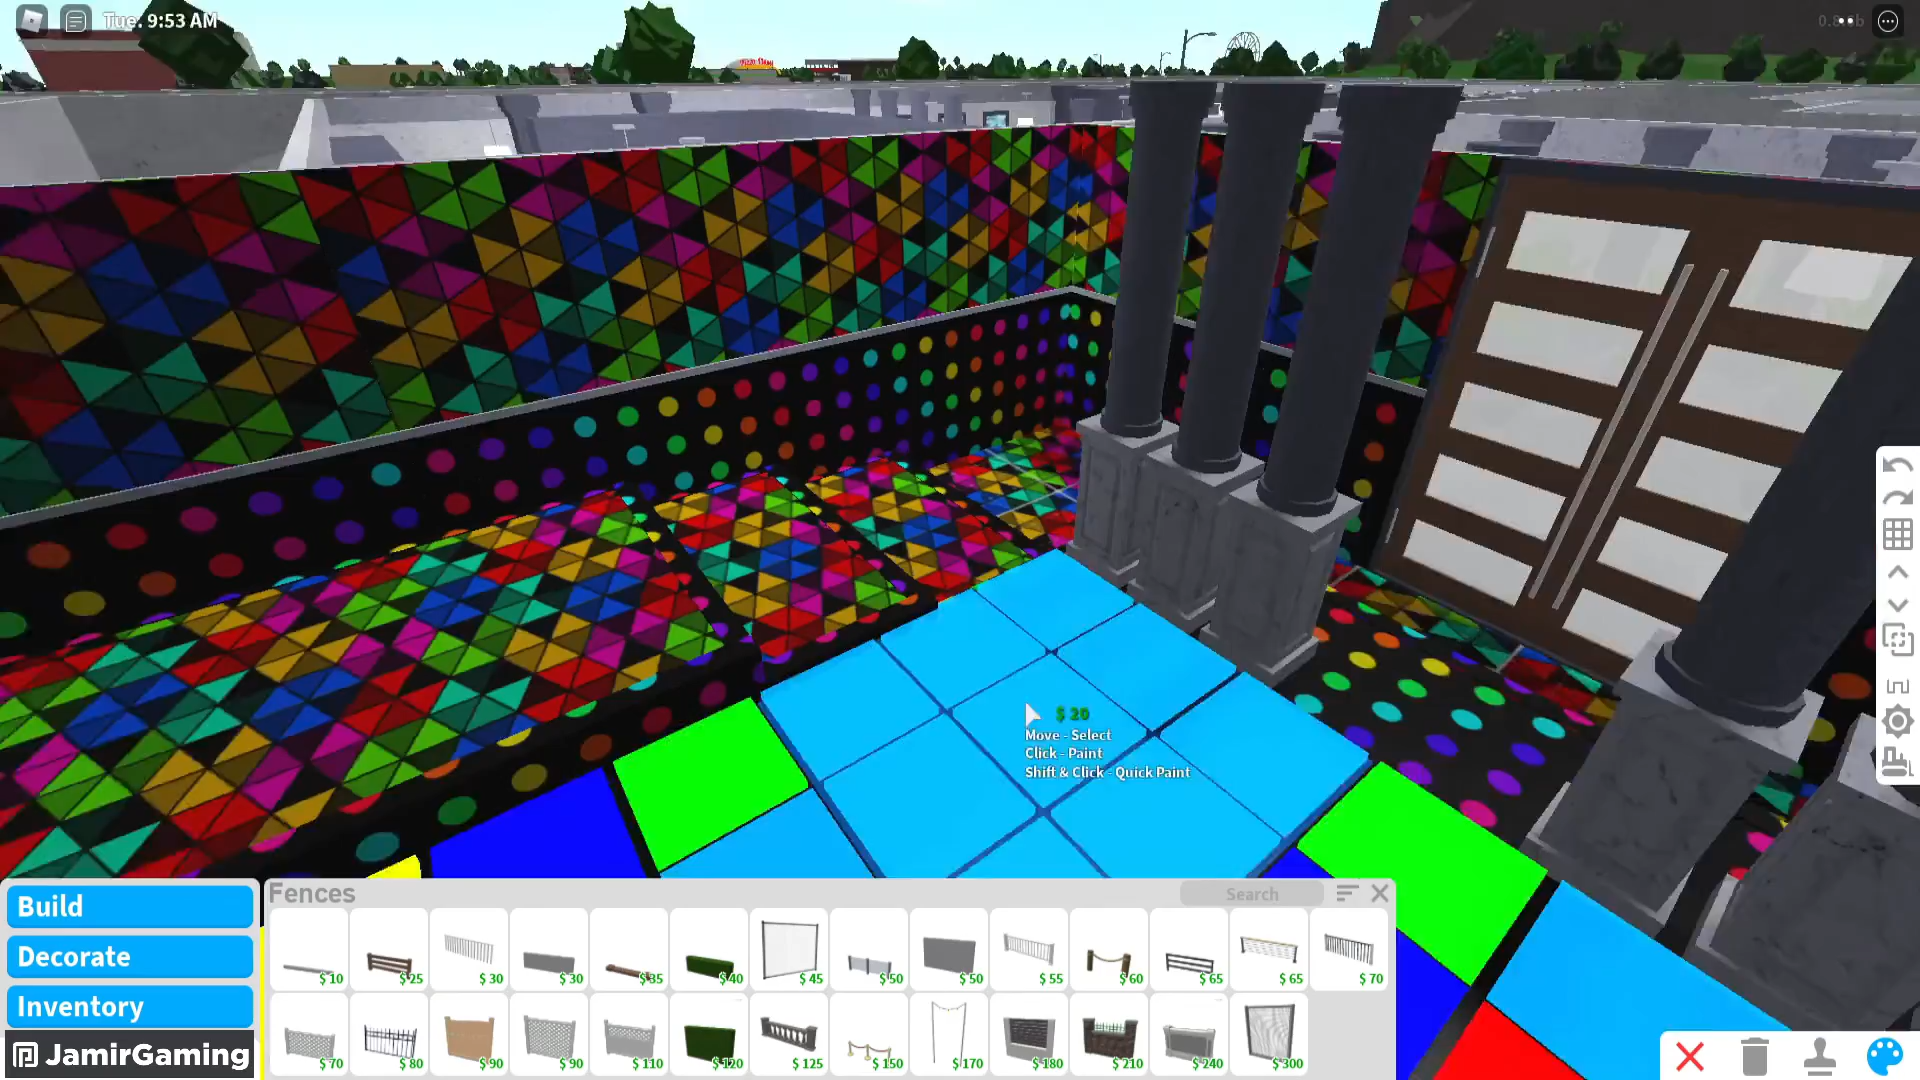 Tue. 9:53 AM
$ 20
Move - Select
Click - Paint
Shift & Click - Quick Paint
Build
Decorate
Inventory
JamirGaming
Fences
Search
$ 10
$ 25
$ 30
$ 30
$ 35
$ 40
$ 45
$ 50
$ 50
$ 55
$ 60
$ 65
$ 65
$ 70
$ 70
$ 80
$ 90
$ 90
$ 110
$ 120
$ 125
$ 150
$ 170
$ 180
$ 210
$ 240
$ 300